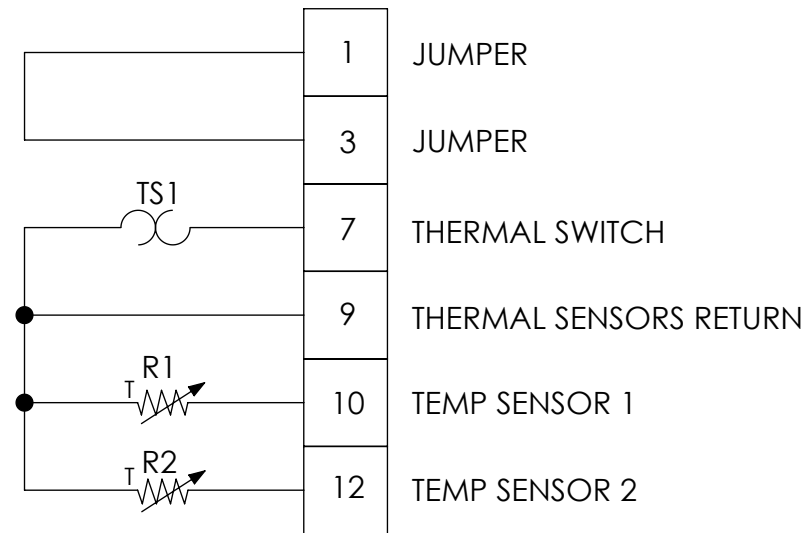 1 JUMPER
3 JUMPER
TS1
7 THERMAL SWITCH
9 THERMAL SENSORS RETURN
R1
T
10 TEMP SENSOR 1
R2
T
12 TEMP SENSOR 2